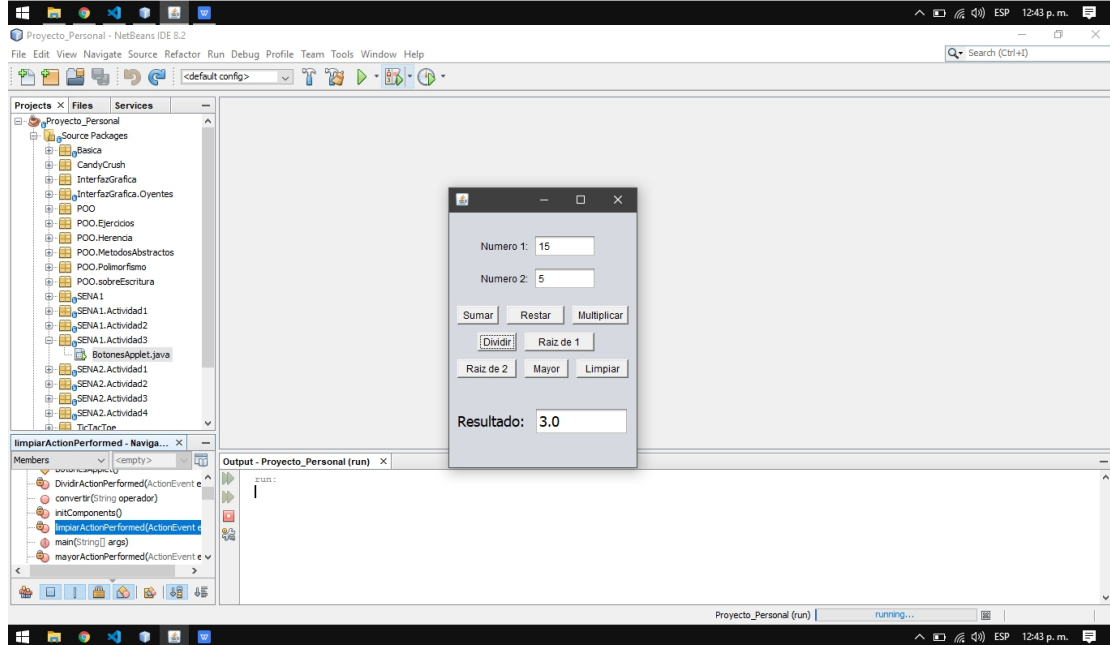 ESP 12:43 p. m.
Proyecto_Personal - NetBeans IDE 8.2
File Edit View Navigate Source Refactor Run Debug Profile Team Tools Window Help
Search (Ctrl+I)
<default config>
Projects Files Services
Proyecto_Personal
Source Packages
Basica
CandyCrush
InterfazGrafica
InterfazGrafica.Oyentes
POO
POO.Ejercicios
POO.Herencia
POO.MetodosAbstractos
POO.Polimorfismo
POO.sobreEscritura
SENA1
SENA1.Actividad1
SENA1.Actividad2
SENA1.Actividad3
BotonesApplet.java
SENA2.Actividad1
SENA2.Actividad2
SENA2.Actividad3
SENA2.Actividad4
TicTacToe
Numero 1: 15
Numero 2: 5
Sumar Restar Multiplicar
Dividir Raiz de 1
Raiz de 2 Mayor Limpiar
Resultado: 3.0
limpiarActionPerformed - Naviga...
Members <empty>
BotonesApplet()
DividirActionPerformed(ActionEvent e
convertir(String operador)
initComponents()
limpiarActionPerformed(ActionEvent e
main(String[] args)
mayorActionPerformed(ActionEvent e
Output - Proyecto_Personal (run)
run:
Proyecto_Personal (run) running...
ESP 12:43 p. m.